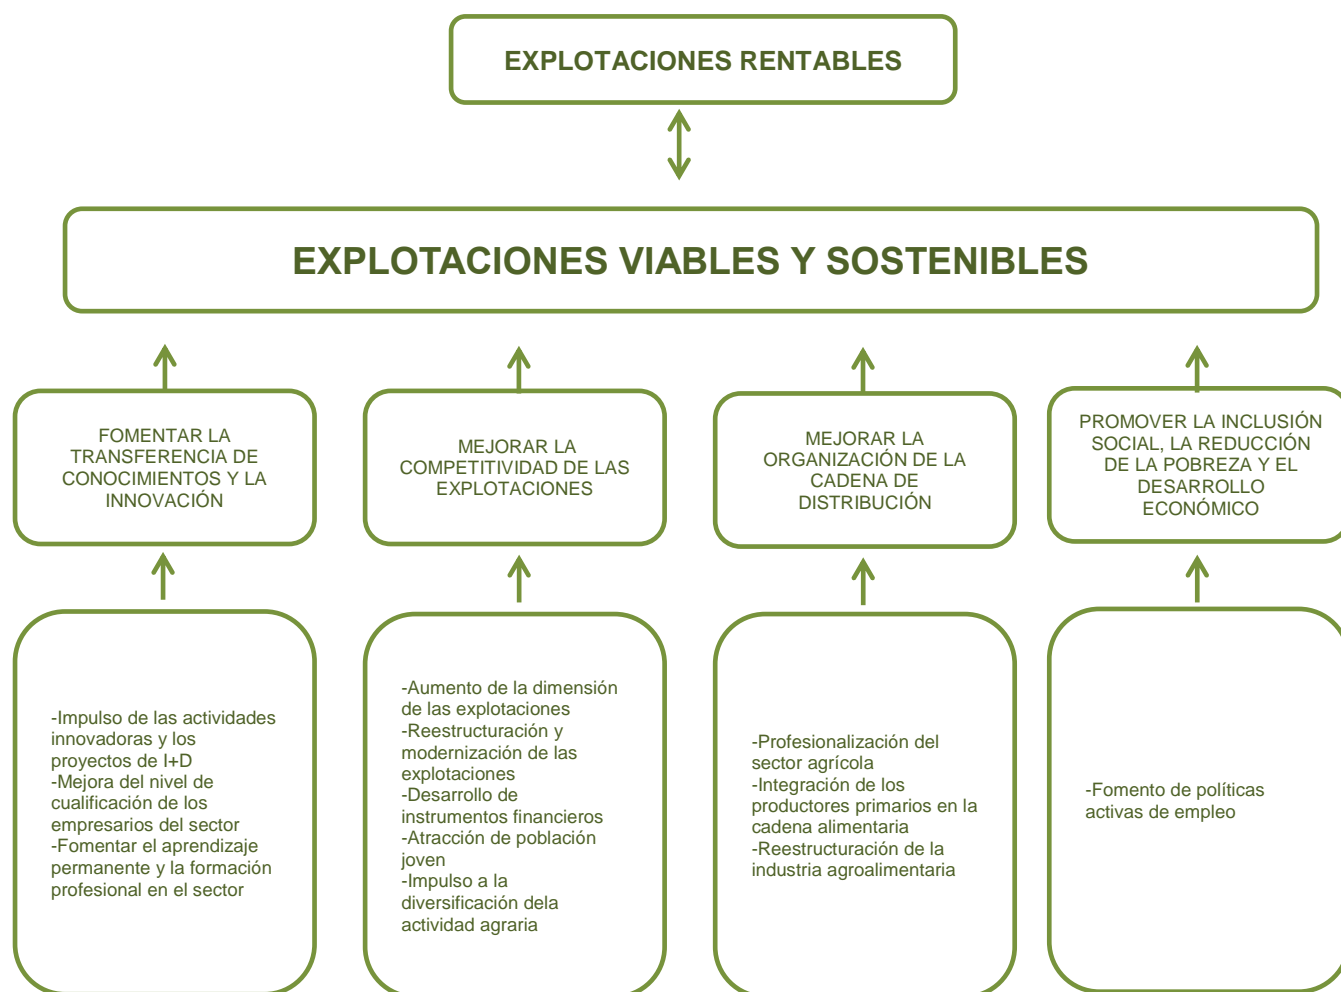 EXPLOTACIONES RENTABLES
EXPLOTACIONES VIABLES Y SOSTENIBLES
FOMENTAR LA
TRANSFERENCIA DE
CONOCIMIENTOS Y LA
INNOVACIÓN
MEJORAR LA
COMPETITIVIDAD DE LAS
EXPLOTACIONES
MEJORAR LA
ORGANIZACIÓN DE LA
CADENA DE
DISTRIBUCIÓN
PROMOVER LA INCLUSIÓN
SOCIAL, LA REDUCCIÓN
DE LA POBREZA Y EL
DESARROLLO
ECONÓMICO
-Impulso de las actividades
innovadoras y los
proyectos de I+D
-Mejora del nivel de
cualificación de los
empresarios del sector
-Fomentar el aprendizaje
permanente y la formación
profesional en el sector
-Aumento de la dimensión
de las explotaciones
-Reestructuración y
modernización de las
explotaciones
-Desarrollo de
instrumentos financieros
-Atracción de población
joven
-Impulso a la
diversificación dela
actividad agraria
-Profesionalización del
sector agrícola
-Integración de los
productores primarios en la
cadena alimentaria
-Reestructuración de la
industria agroalimentaria
-Fomento de políticas
activas de empleo